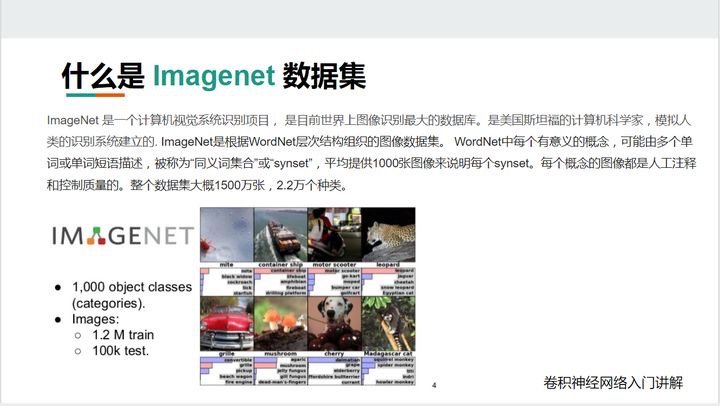 什么是 Imagenet 数据集
ImageNet 是一个计算机视觉系统识别项目， 是目前世界上图像识别最大的数据库。是美国斯坦福的计算机科学家，模拟人
类的识别系统建立的. ImageNet是根据WordNet层次结构组织的图像数据集。 WordNet中每个有意义的概念，可能由多个单
词或单词短语描述，被称为“同义词集合”或“synset”，平均提供1000张图像来说明每个synset。每个概念的图像都是人工注释
和控制质量的。整个数据集大概1500万张，2.2万个种类。
IMAGENET
● 1,000 object classes
(categories).
● Images:
○ 1.2 M train
○ 100k test.
mite container ship motor scooter leopard
mite container ship motor scooter leopard
black widow lifeboat go-kart jaguar
cockroach amphibian moped cheetah
tick fireboat bumper car snow leopard
starfish drilling platform golfcart Egyptian cat
grille mushroom cherry Madagascar cat
convertible agaric dalmatian squirrel monkey
grille mushroom grape spider monkey
pickup jelly fungus elderberry titi
beach wagon gill fungus ffordshire bullterrier indri
fire engine dead-man's-fingers currant howler monkey
4
卷积神经网络入门讲解